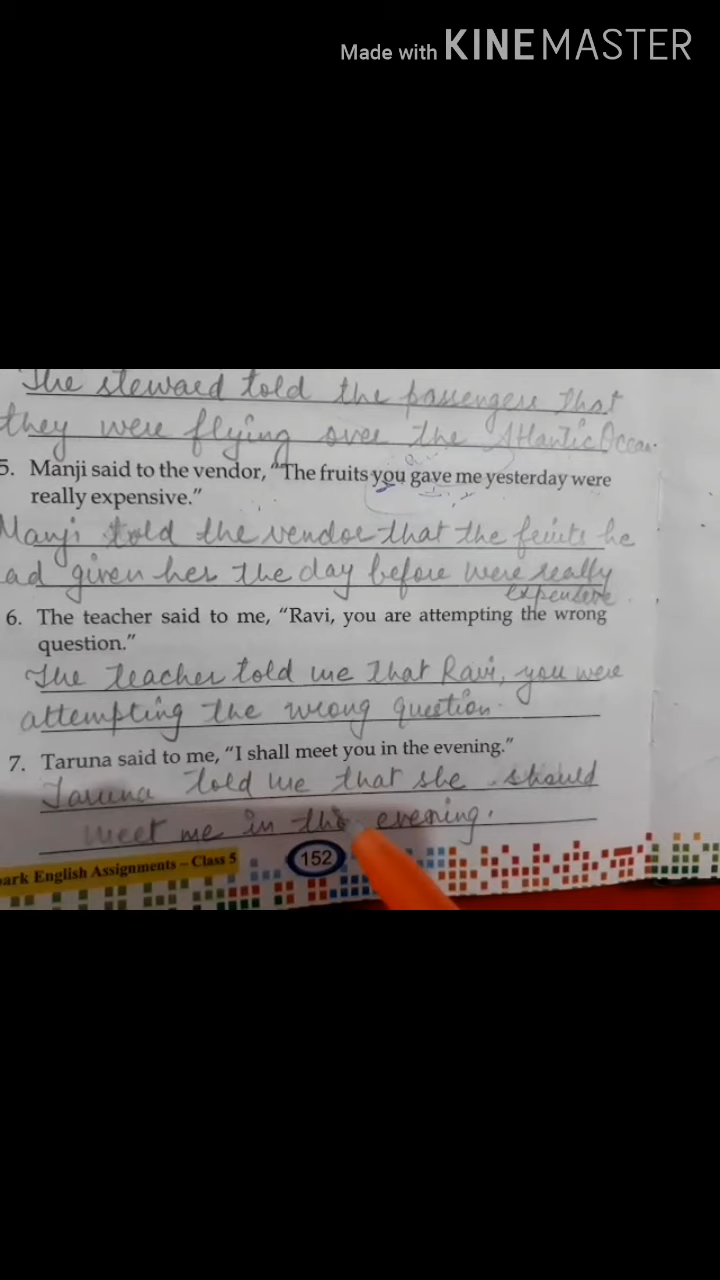 Made with KINEMASTER
The steward told the passengers that
they were flying over the Atlantic Ocean.
5. Manji said to the vendor, "The fruits you gave me yesterday were
really expensive."
Manji told the vendor that the fruits he
ad given her the day before were really
expensive
6. The teacher said to me, "Ravi, you are attempting the wrong
question."
The teacher told me that Ravi, you were
attempting the wrong question.
7. Taruna said to me, "I shall meet you in the evening."
Taruna told me that she should
meet me in the evening.
ark English Assignments – Class 5
152